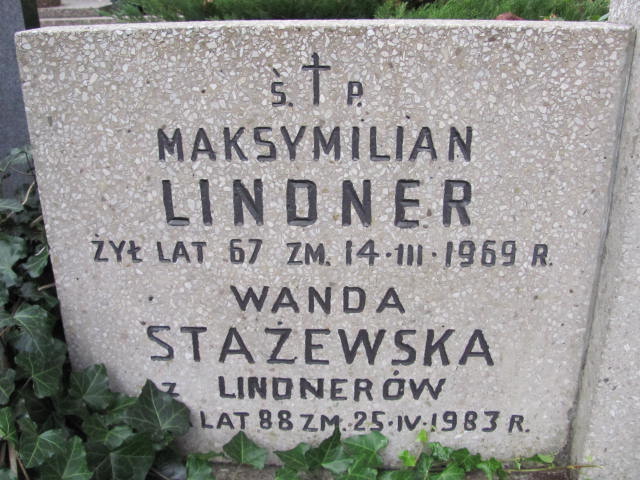 Ś. P.
MAKSYMILIAN
LINDNER
ŻYŁ LAT 67 ZM. 14·III·1969 R.
WANDA
STAŻEWSKA
Z LINDNERÓW
LAT 88 ZM. 25·IV·1983 R.